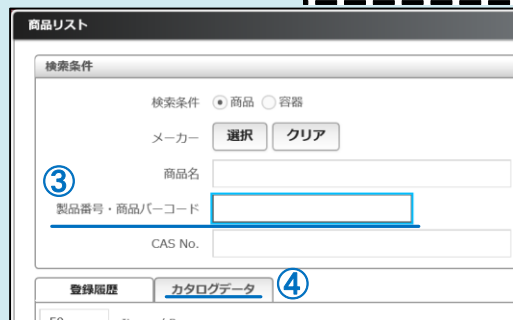 商品リスト
検索条件
検索条件 商品 容器
メーカー 選択 クリア
商品名
③
製品番号・商品バーコード
CAS No.
登録履歴 カタログデータ ④